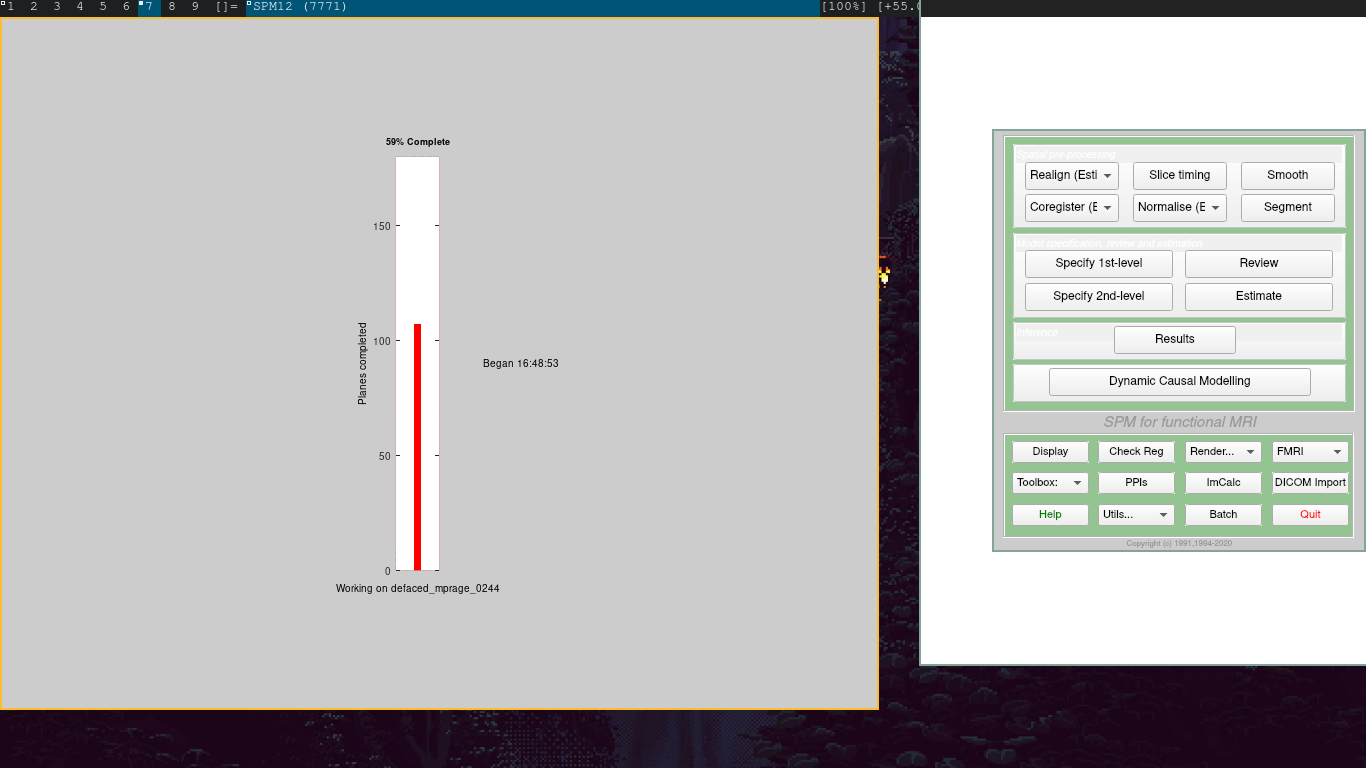 1 2 3 4 5 6 7 8 9 []= SPM12 (7771) [100%] [+55.0
59% Complete
150
100
50
0
Planes completed
Began 16:48:53
Working on defaced_mprage_0244
Spatial pre-processing
Realign (Esti Slice timing Smooth
Coregister (E Normalise (E Segment
Model specification, review and estimation
Specify 1st-level Review
Specify 2nd-level Estimate
Inference
Results
Dynamic Causal Modelling
SPM for functional MRI
Display Check Reg Render... FMRI
Toolbox: PPIs ImCalc DICOM Import
Help Utils... Batch Quit
Copyright (c) 1991,1994-2020